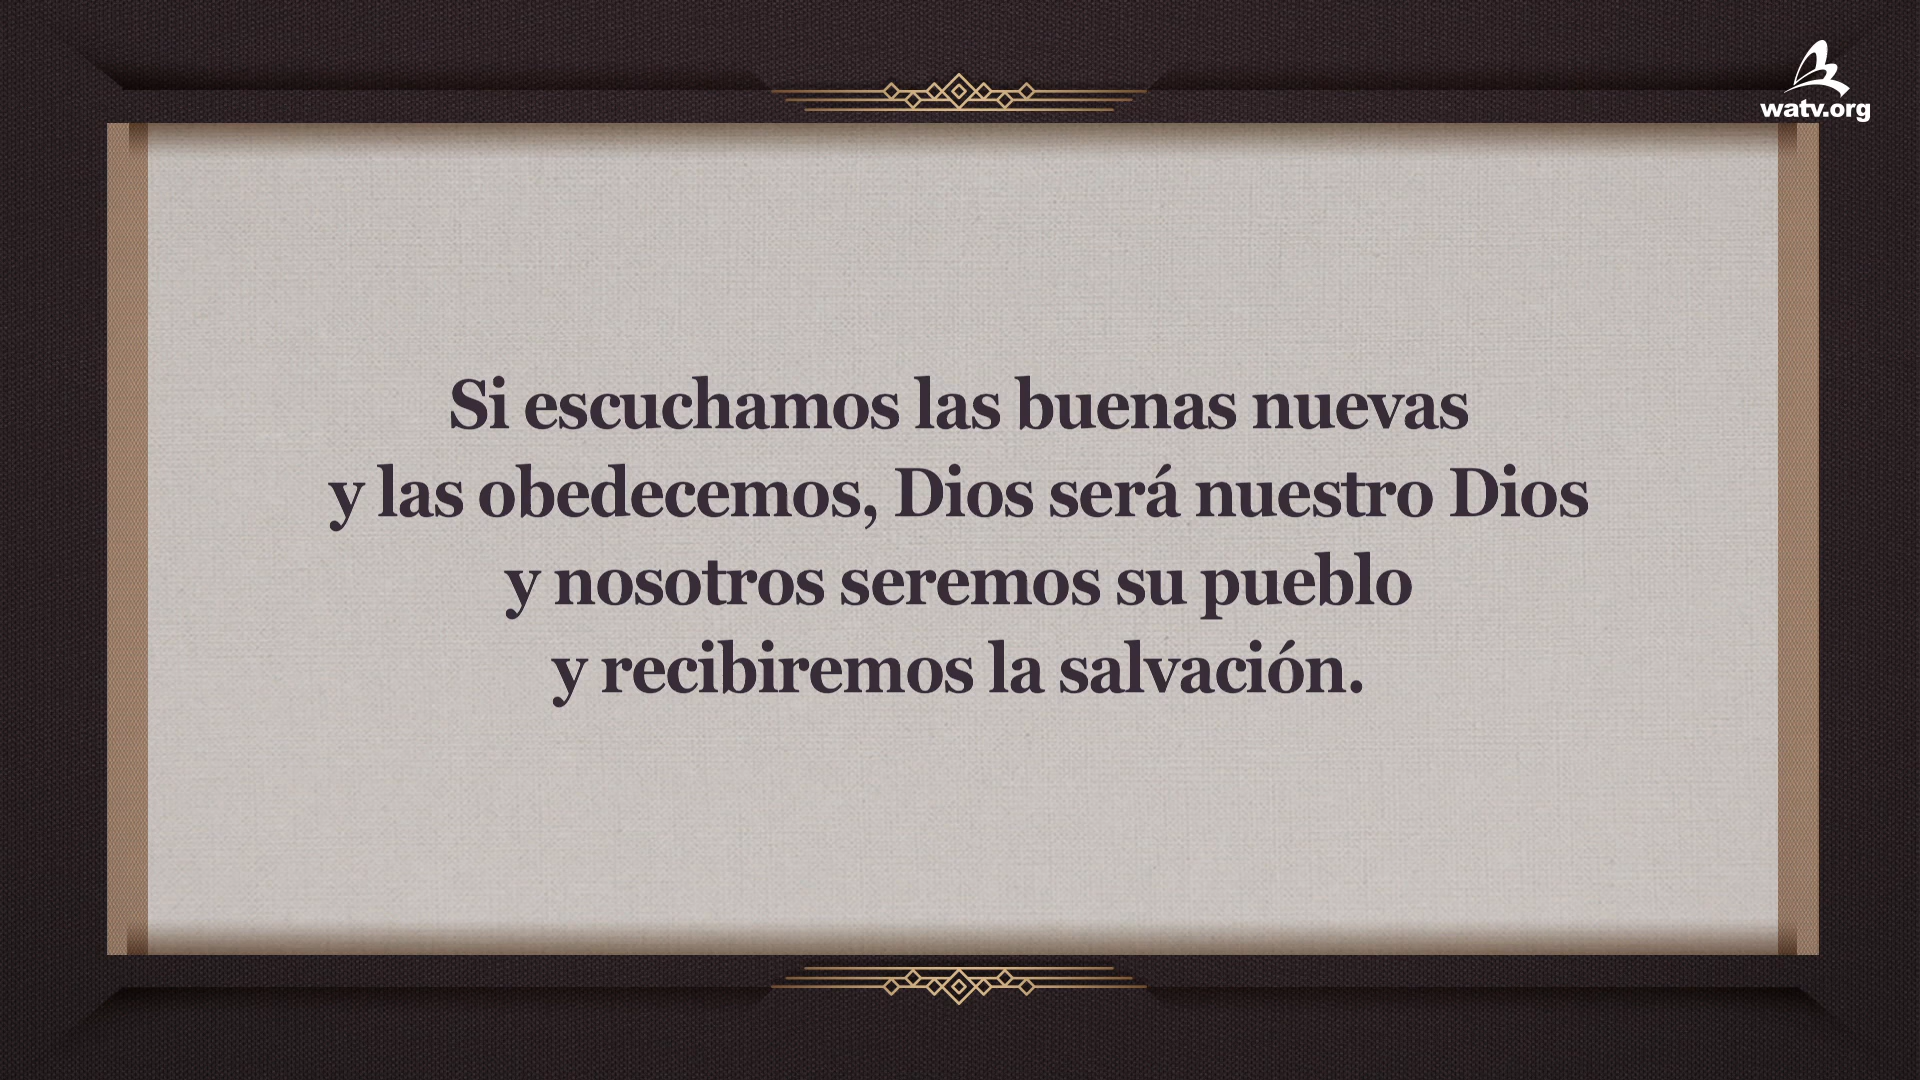 watv.org
Si escuchamos las buenas nuevas
y las obedecemos, Dios será nuestro Dios
y nosotros seremos su pueblo
y recibiremos la salvación.